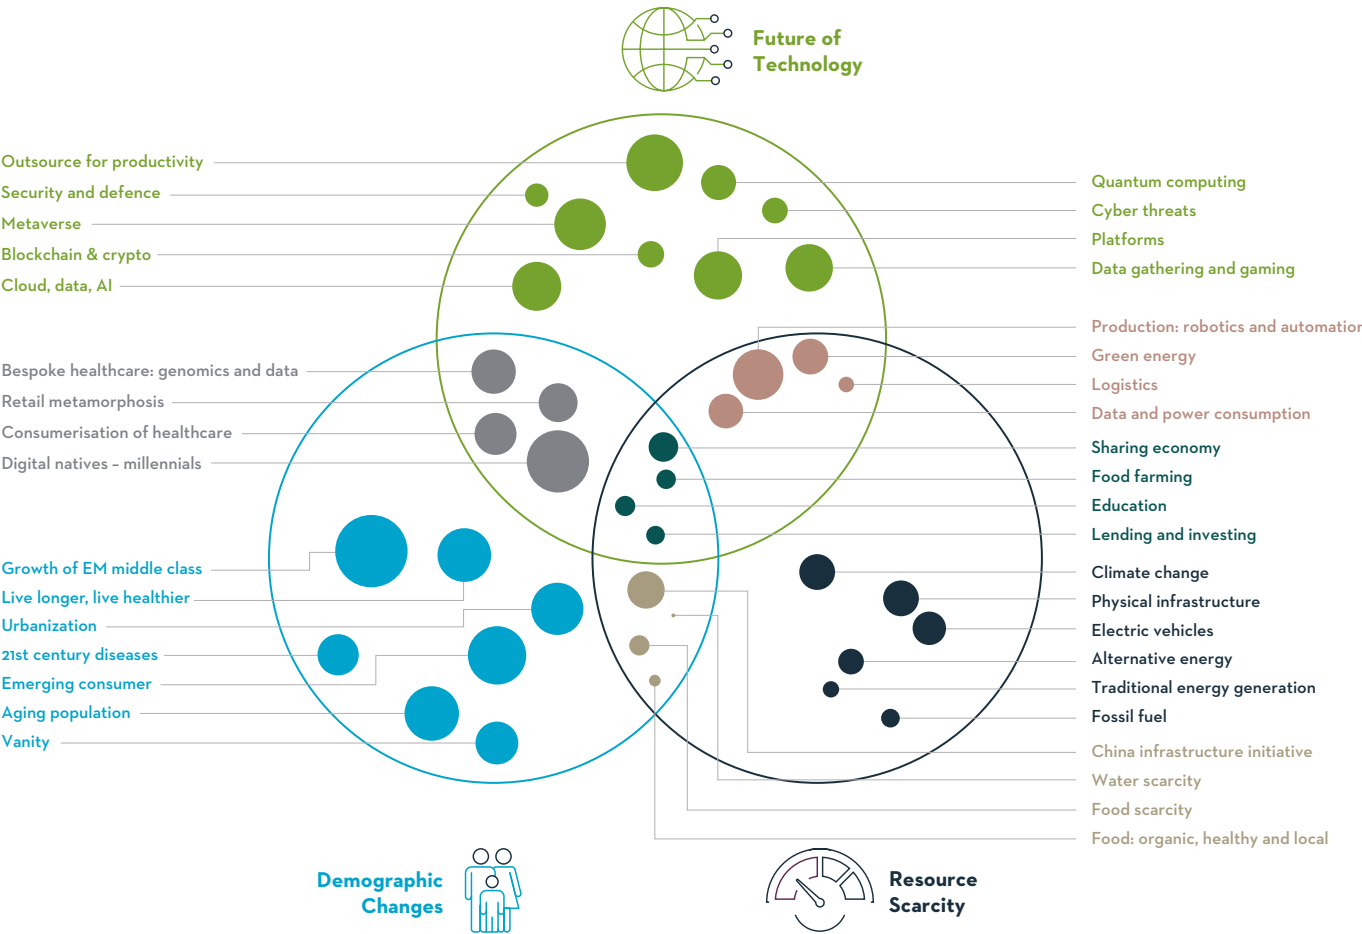 Future of
Technology
Outsource for productivity
Security and defence
Metaverse
Blockchain & crypto
Cloud, data, AI
Quantum computing
Cyber threats
Platforms
Data gathering and gaming
Bespoke healthcare: genomics and data
Retail metamorphosis
Consumerisation of healthcare
Digital natives – millennials
Production: robotics and automation
Green energy
Logistics
Data and power consumption
Sharing economy
Food farming
Education
Lending and investing
Growth of EM middle class
Live longer, live healthier
Urbanization
21st century diseases
Emerging consumer
Aging population
Vanity
Climate change
Physical infrastructure
Electric vehicles
Alternative energy
Traditional energy generation
Fossil fuel
China infrastructure initiative
Water scarcity
Food scarcity
Food: organic, healthy and local
Demographic
Changes
Resource
Scarcity